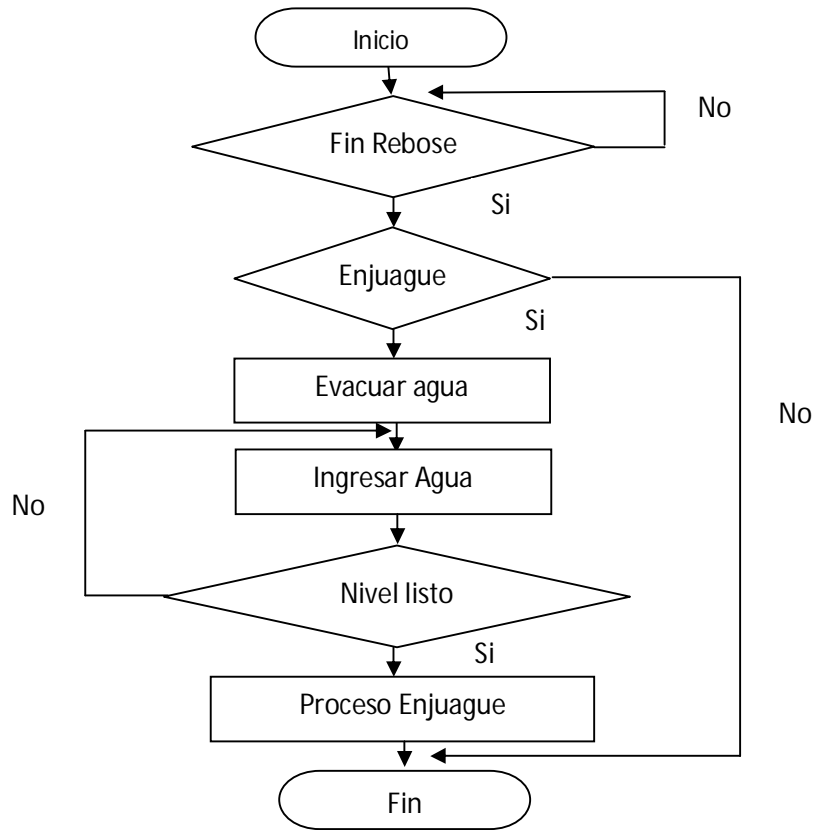 Inicio
No
Fin Rebose
Si
Enjuague
Si
Evacuar agua
No
Ingresar Agua
No
Nivel listo
Si
Proceso Enjuague
Fin